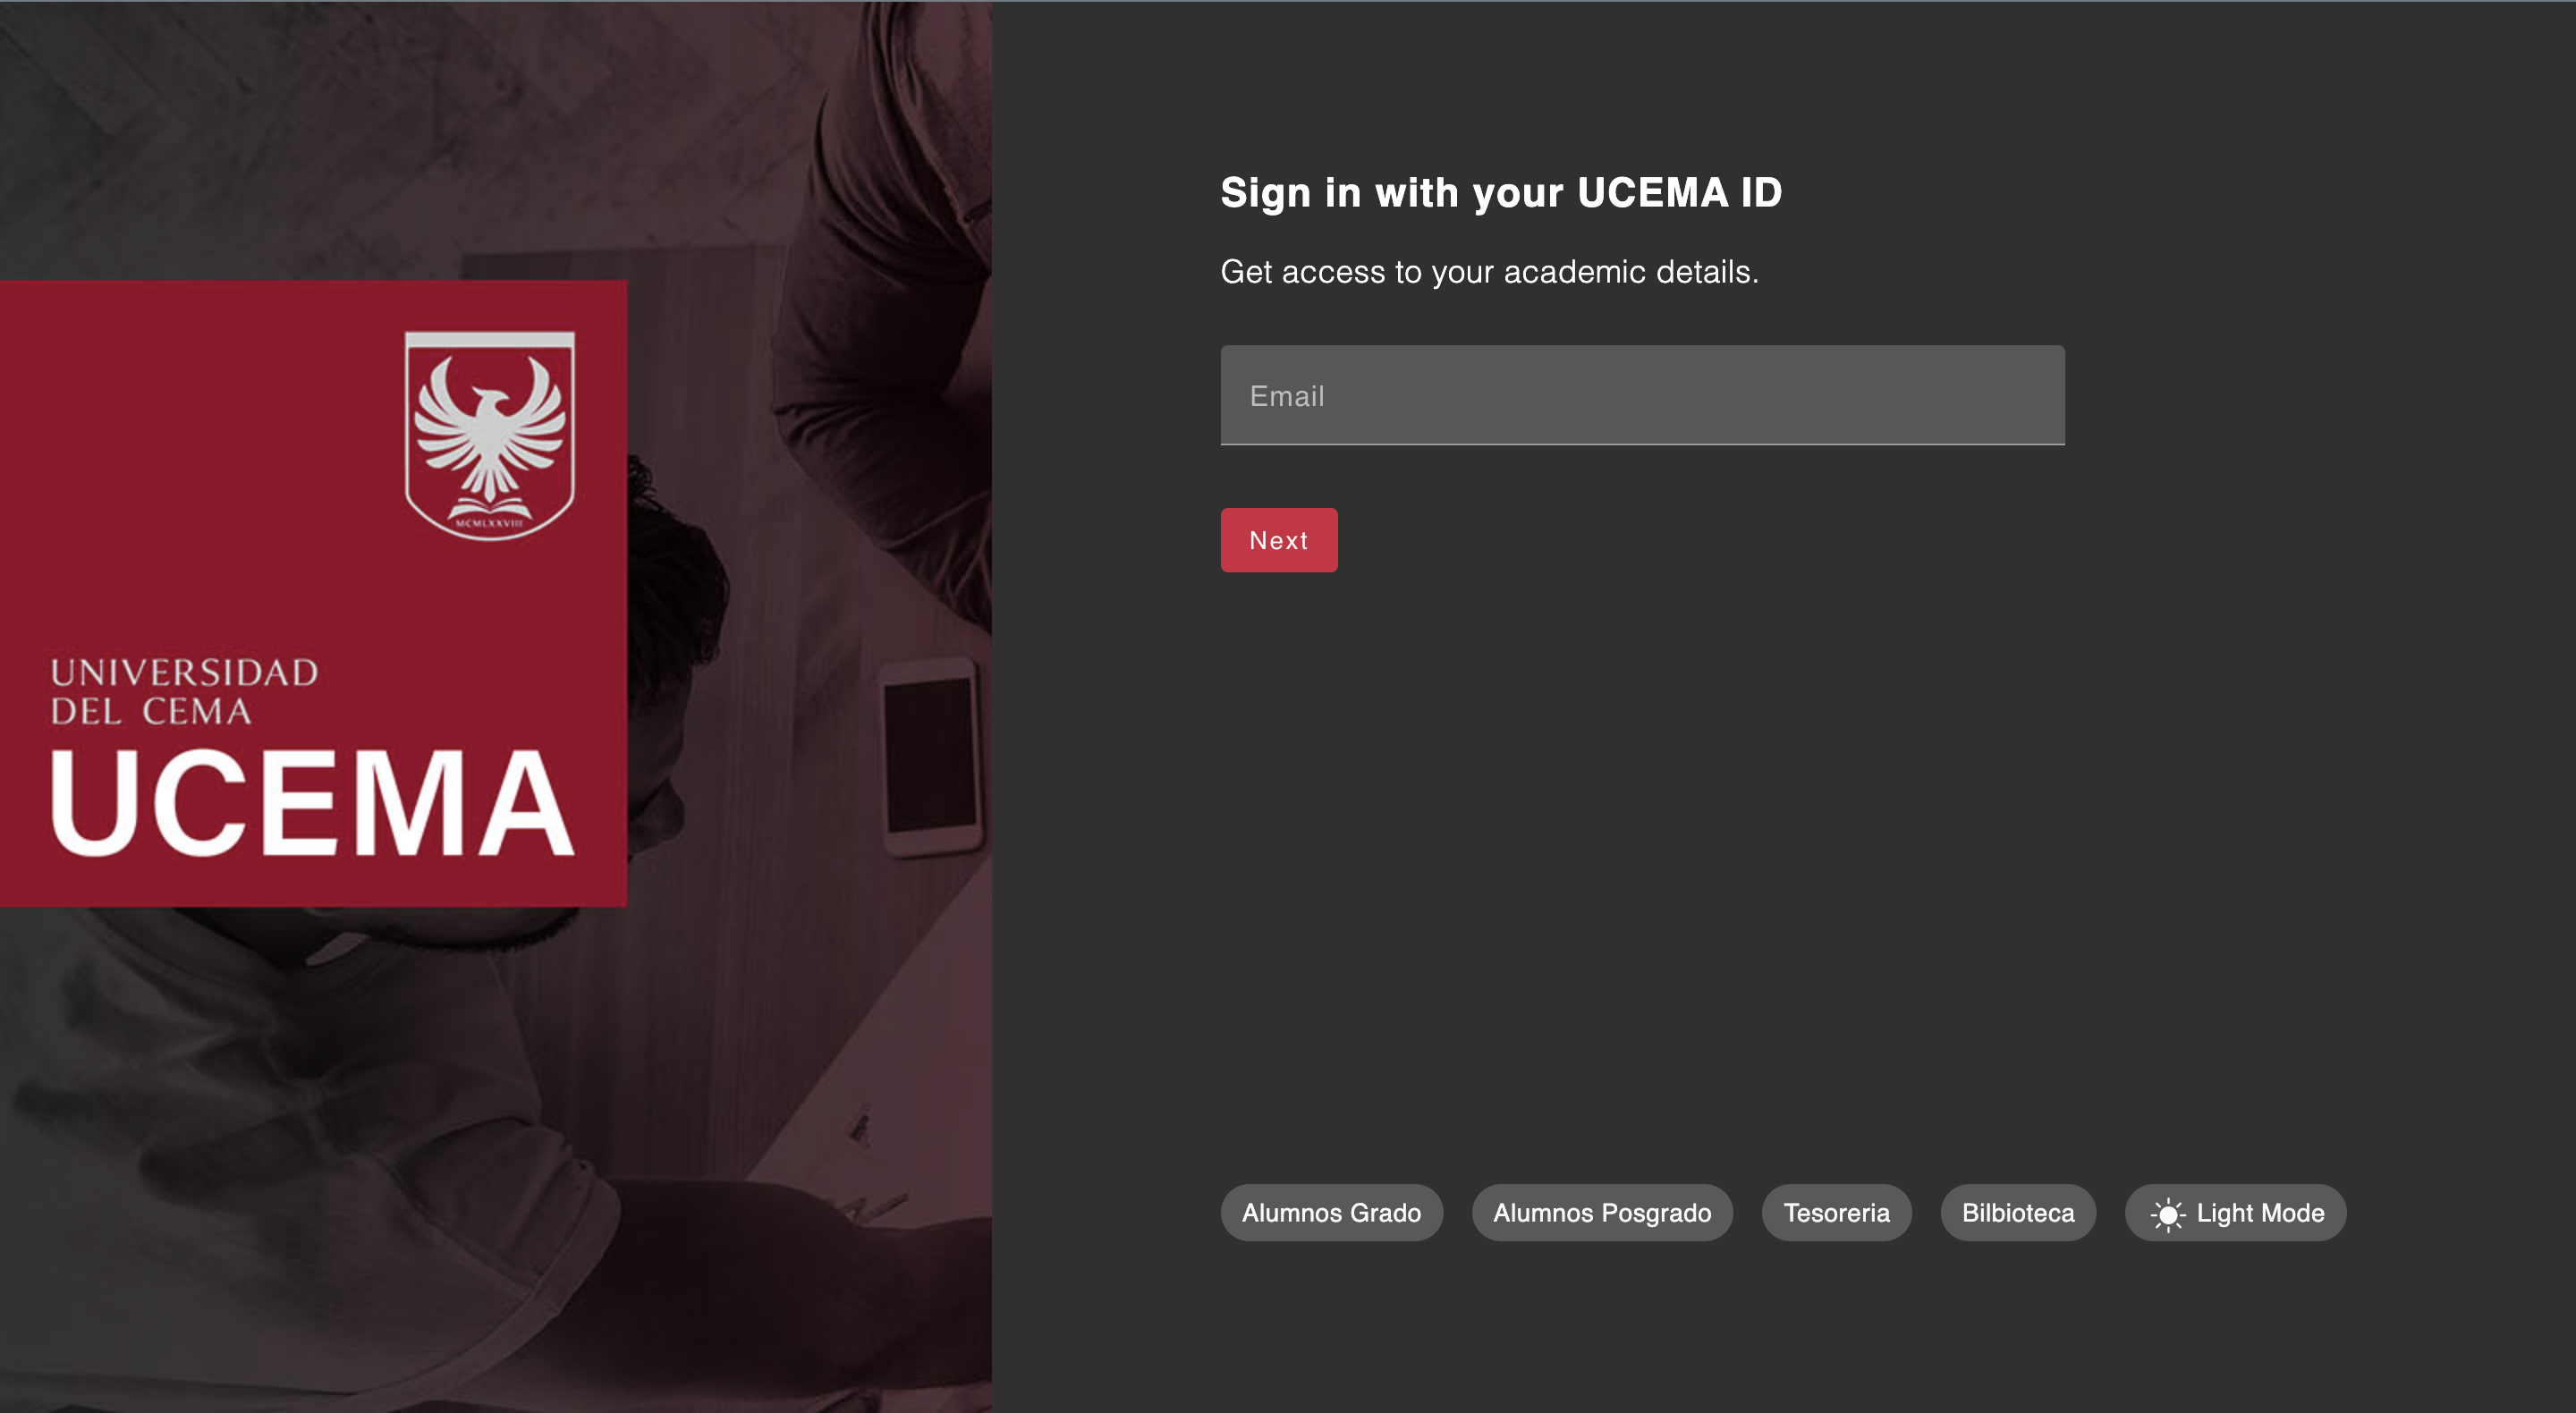 MCMLXXVIII
UNIVERSIDAD
DEL CEMA
UCEMA
Sign in with your UCEMA ID
Get access to your academic details.
Email
Next
Alumnos Grado
Alumnos Posgrado
Tesoreria
Bilbioteca
Light Mode